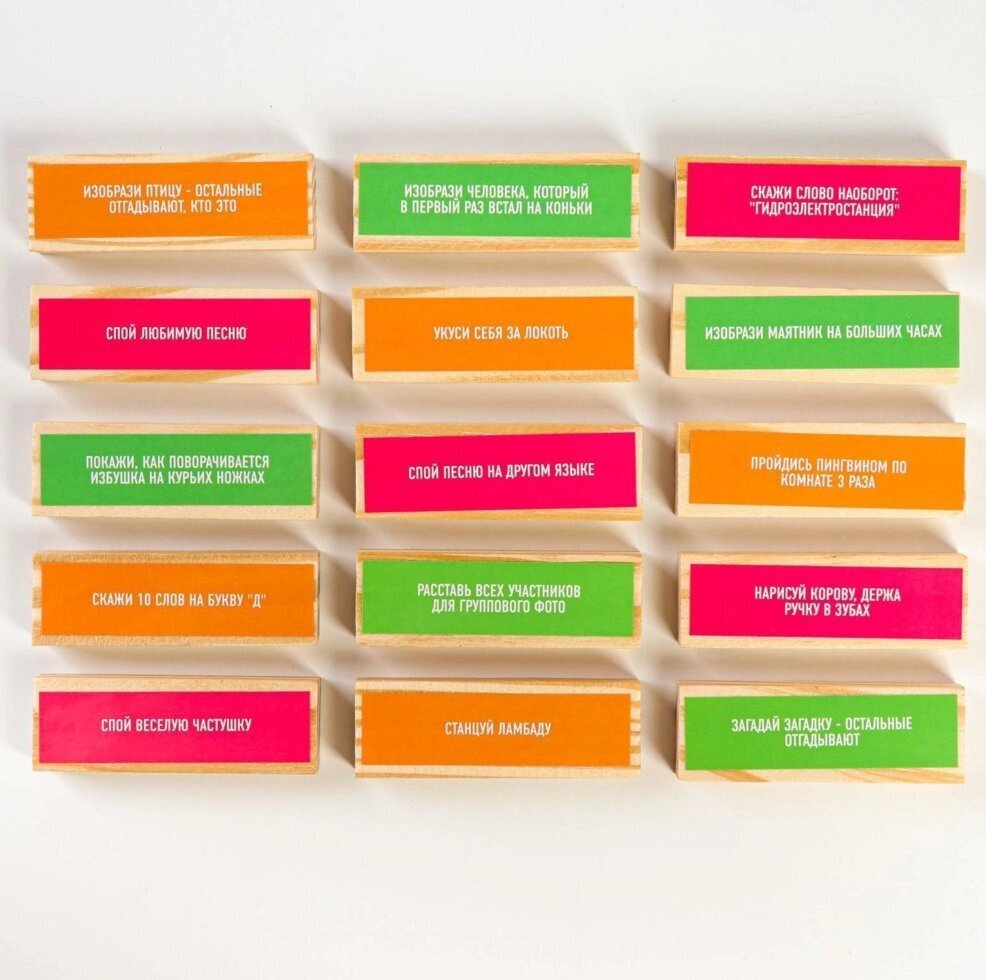 ИЗОБРАЗИ ПТИЦУ - ОСТАЛЬНЫЕ
ОТГАДЫВАЮТ, КТО ЭТО
ИЗОБРАЗИ ЧЕЛОВЕКА, КОТОРЫЙ
В ПЕРВЫЙ РАЗ ВСТАЛ НА КОНЬКИ
СКАЖИ СЛОВО НАОБОРОТ:
"ГИДРОЭЛЕКТРОСТАНЦИЯ"
СПОЙ ЛЮБИМУЮ ПЕСНЮ
УКУСИ СЕБЯ ЗА ЛОКОТЬ
ИЗОБРАЗИ МАЯТНИК НА БОЛЬШИХ ЧАСАХ
ПОКАЖИ, КАК ПОВОРАЧИВАЕТСЯ
ИЗБУШКА НА КУРЬИХ НОЖКАХ
СПОЙ ПЕСНЮ НА ДРУГОМ ЯЗЫКЕ
ПРОЙДИСЬ ПИНГВИНОМ ПО
КОМНАТЕ 3 РАЗА
СКАЖИ 10 СЛОВ НА БУКВУ "Д"
РАССТАВЬ ВСЕХ УЧАСТНИКОВ
ДЛЯ ГРУППОВОГО ФОТО
НАРИСУЙ КОРОВУ, ДЕРЖА
РУЧКУ В ЗУБАХ
СПОЙ ВЕСЕЛУЮ ЧАСТУШКУ
СТАНЦУЙ ЛАМБАДУ
ЗАГАДАЙ ЗАГАДКУ - ОСТАЛЬНЫЕ
ОТГАДЫВАЮТ